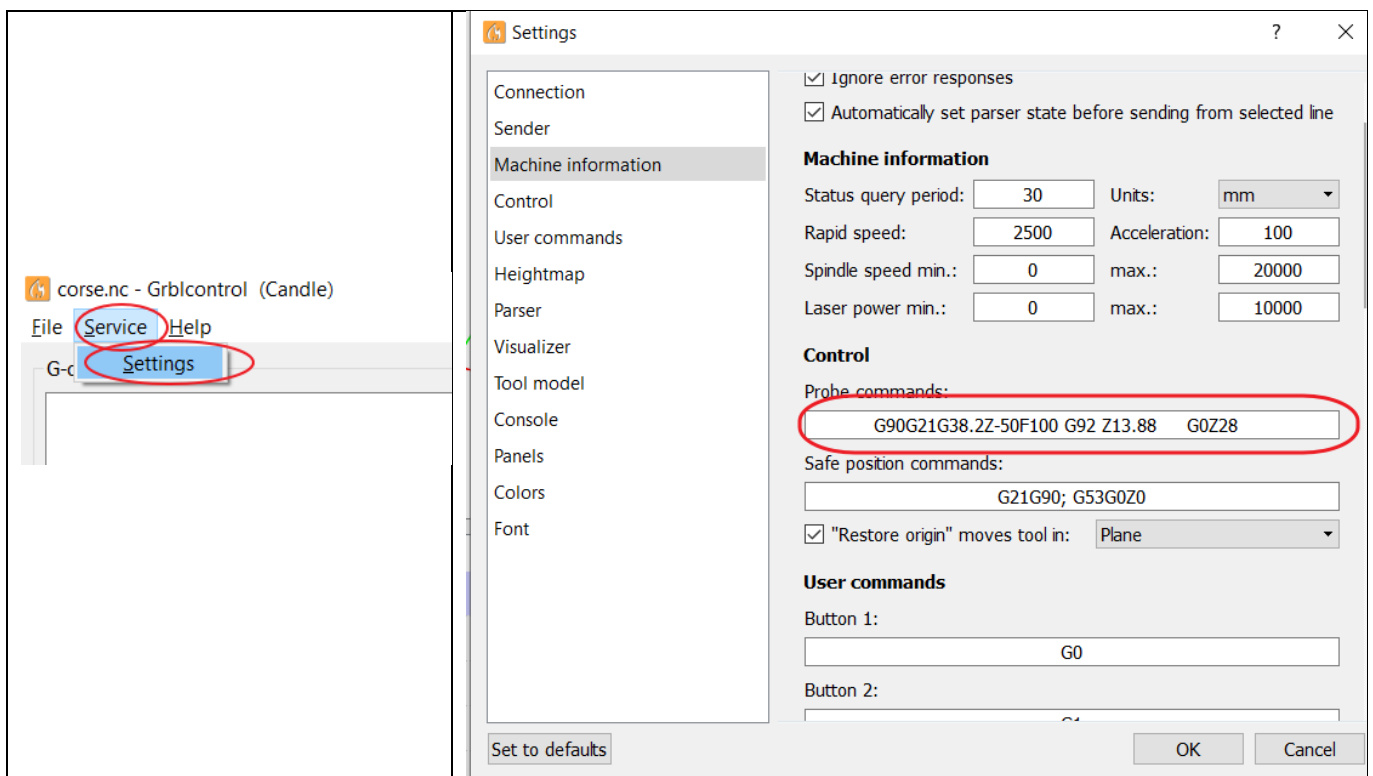 corse.nc - Grblcontrol (Candle)
File Service Help
Settings
G-c
Settings ?
Connection
Sender
Machine information
Control
User commands
Heightmap
Parser
Visualizer
Tool model
Console
Panels
Colors
Font
Set to defaults
Ignore error responses
Automatically set parser state before sending from selected line
Machine information
Status query period: 30 Units: mm
Rapid speed: 2500 Acceleration: 100
Spindle speed min.: 0 max.: 20000
Laser power min.: 0 max.: 10000
Control
Probe commands:
G90G21G38.2Z-50F100 G92 Z13.88 G0Z28
Safe position commands:
G21G90; G53G0Z0
"Restore origin" moves tool in: Plane
User commands
Button 1:
G0
Button 2:
OK Cancel